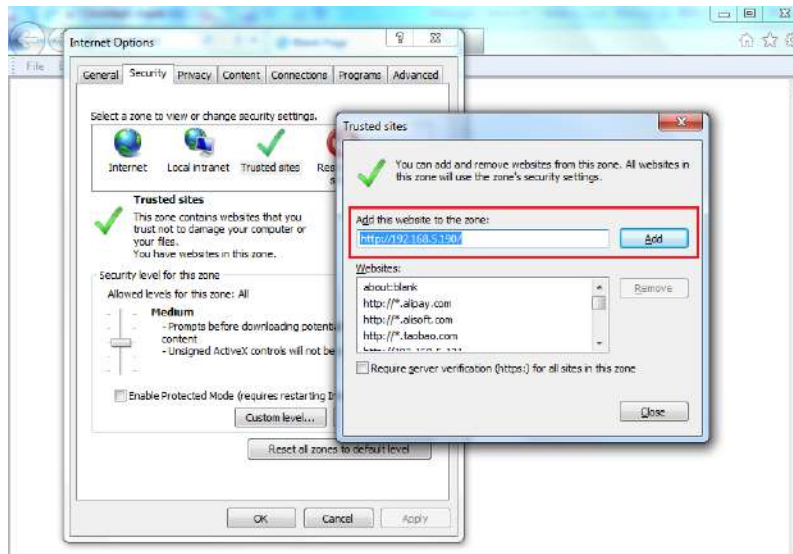 Internet Options
File
General Security Privacy Content Connections Programs Advanced
Select a zone to view or change security settings.
Internet Local intranet Trusted sites
Trusted sites
This zone contains websites that you
trust not to damage your computer or
your files.
You have websites in this zone.
Security level for this zone
Allowed levels for this zone: All
Medium
- Prompts before downloading
content
- Unsigned ActiveX controls will not be
Enable Protected Mode (requires restarting
Custom level...
Reset all zones to default level
OK Cancel Apply
Trusted sites
You can add and remove websites from this zone. All websites in
this zone will use the zone's security settings.
Add this website to the zone:
http://192.168.5.190/ Add
Websites:
about:blank Remove
http://*.alipay.com
http://*.alisoft.com
http://*.taobao.com
Require server verification (https:) for all sites in this zone
Close